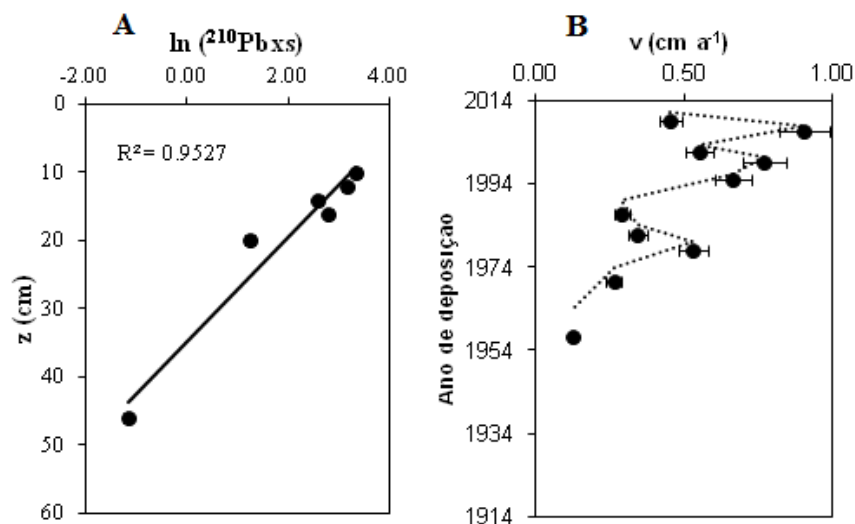 A
ln (²¹⁰Pbxs)
-2.00 0.00 2.00 4.00
0
10
20
30
40
50
60
z (cm)
R²= 0.9527
B
v (cm a⁻¹)
0.00 0.50 1.00
2014
1994
1974
1954
1934
1914
Ano de deposição